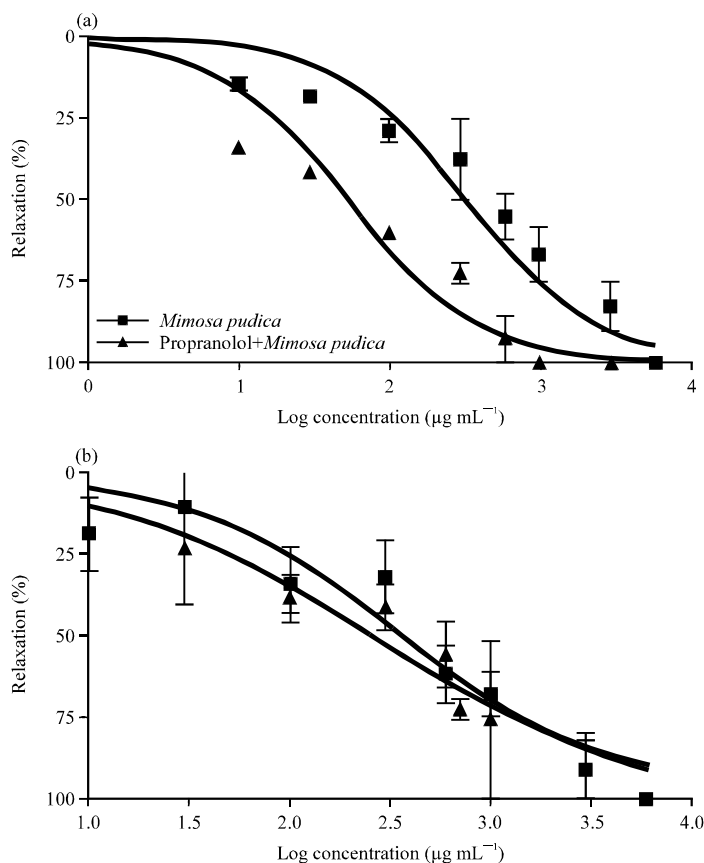 (a)
0
25
50
75
100
Relaxation (%)
Mimosa pudica
Propranolol+Mimosa pudica
0 1 2 3 4
Log concentration (µg mL⁻¹)
(b)
0
25
50
75
100
Relaxation (%)
1.0 1.5 2.0 2.5 3.0 3.5 4.0
Log concentration (µg mL⁻¹)